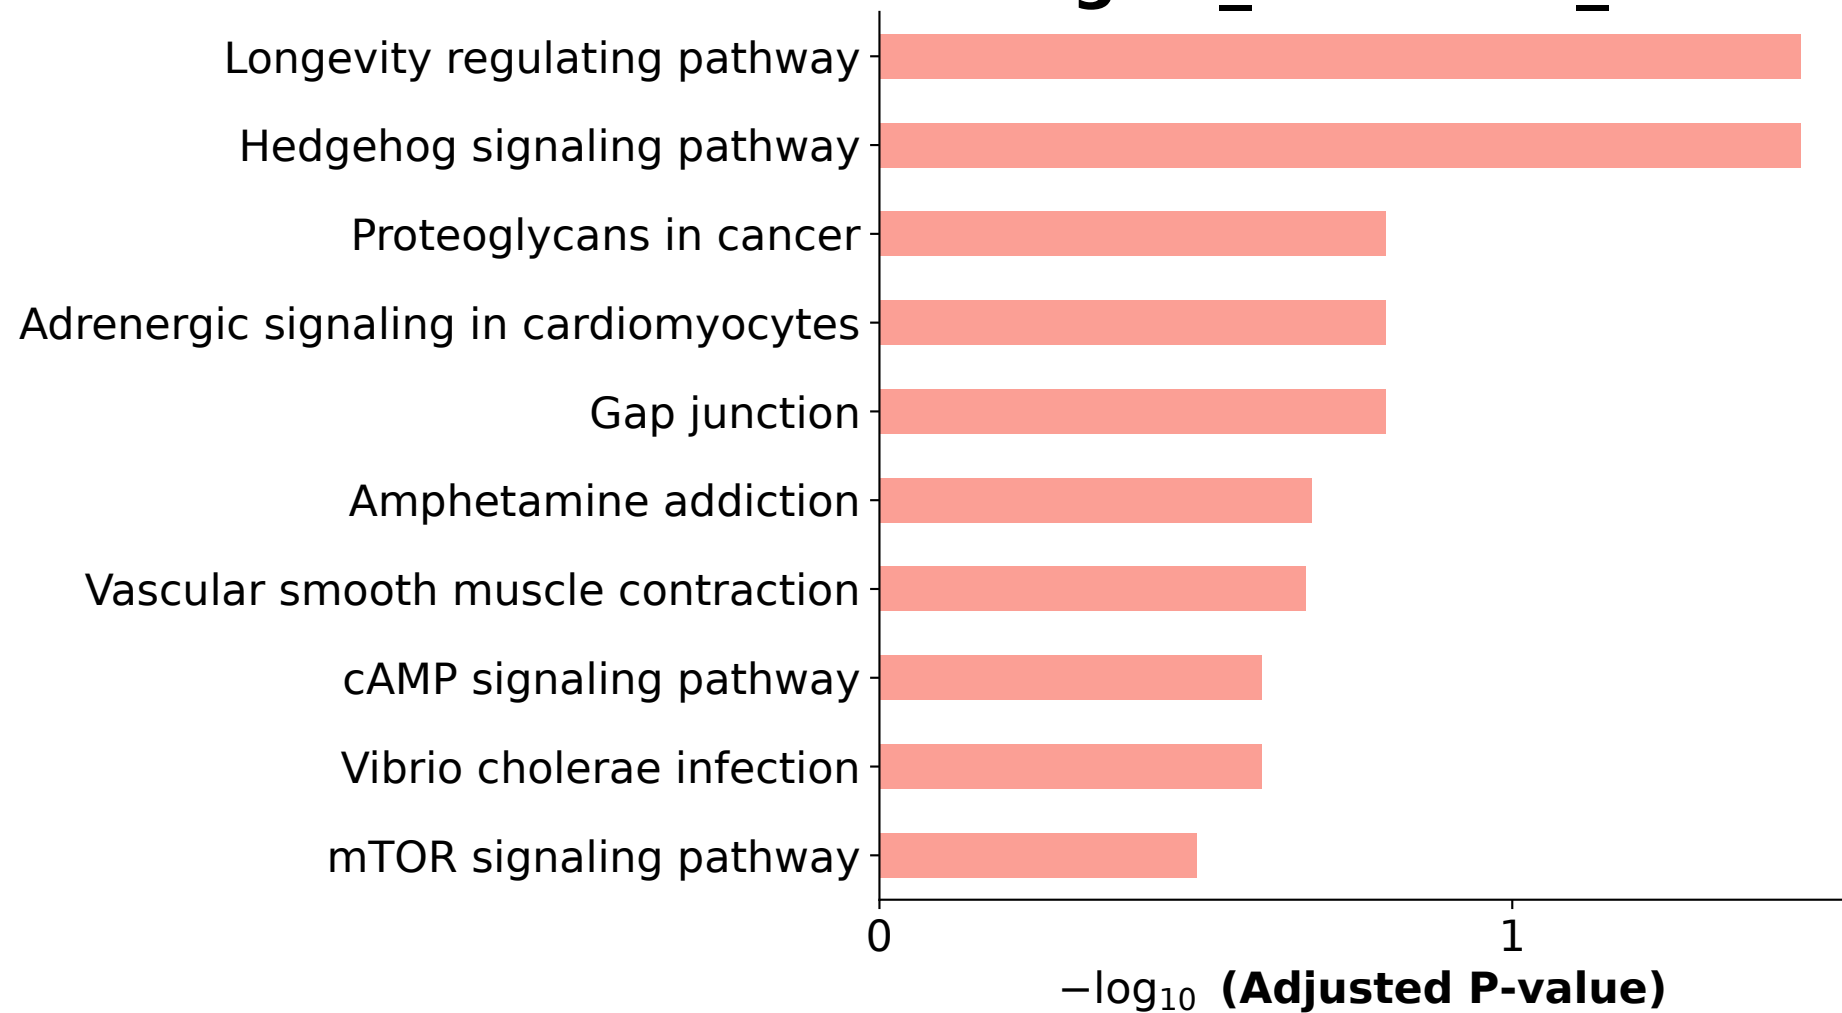 Longevity regulating pathway
Hedgehog signaling pathway
Proteoglycans in cancer
Adrenergic signaling in cardiomyocytes
Gap junction
Amphetamine addiction
Vascular smooth muscle contraction
cAMP signaling pathway
Vibrio cholerae infection
mTOR signaling pathway
0 1
−log₁₀ (Adjusted P-value)